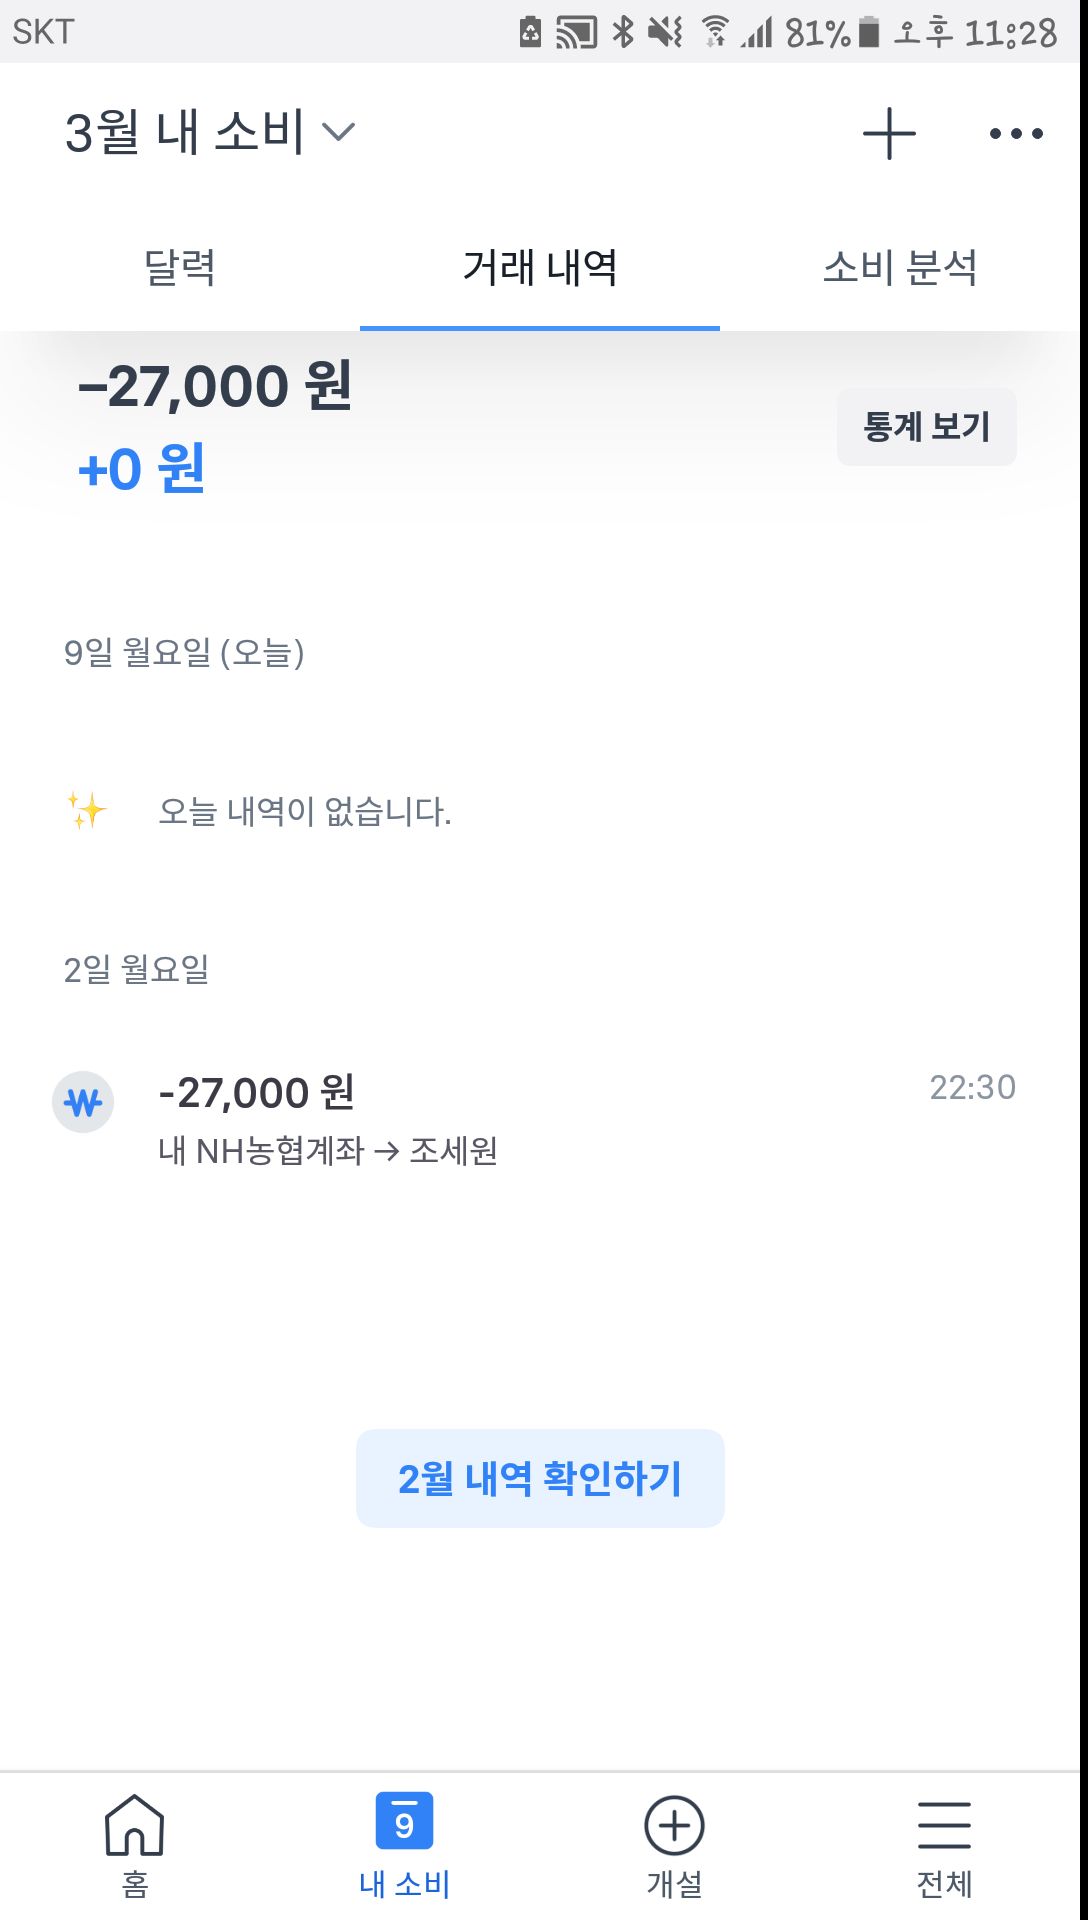 SKT 81% 오후 11:28
3월 내 소비
달력 거래 내역 소비 분석
–27,000 원
+0 원
통계 보기
9일 월요일 (오늘)
오늘 내역이 없습니다.
2일 월요일
-27,000 원 22:30
내 NH농협계좌 → 조세원
2월 내역 확인하기
9
홈 내 소비 개설 전체